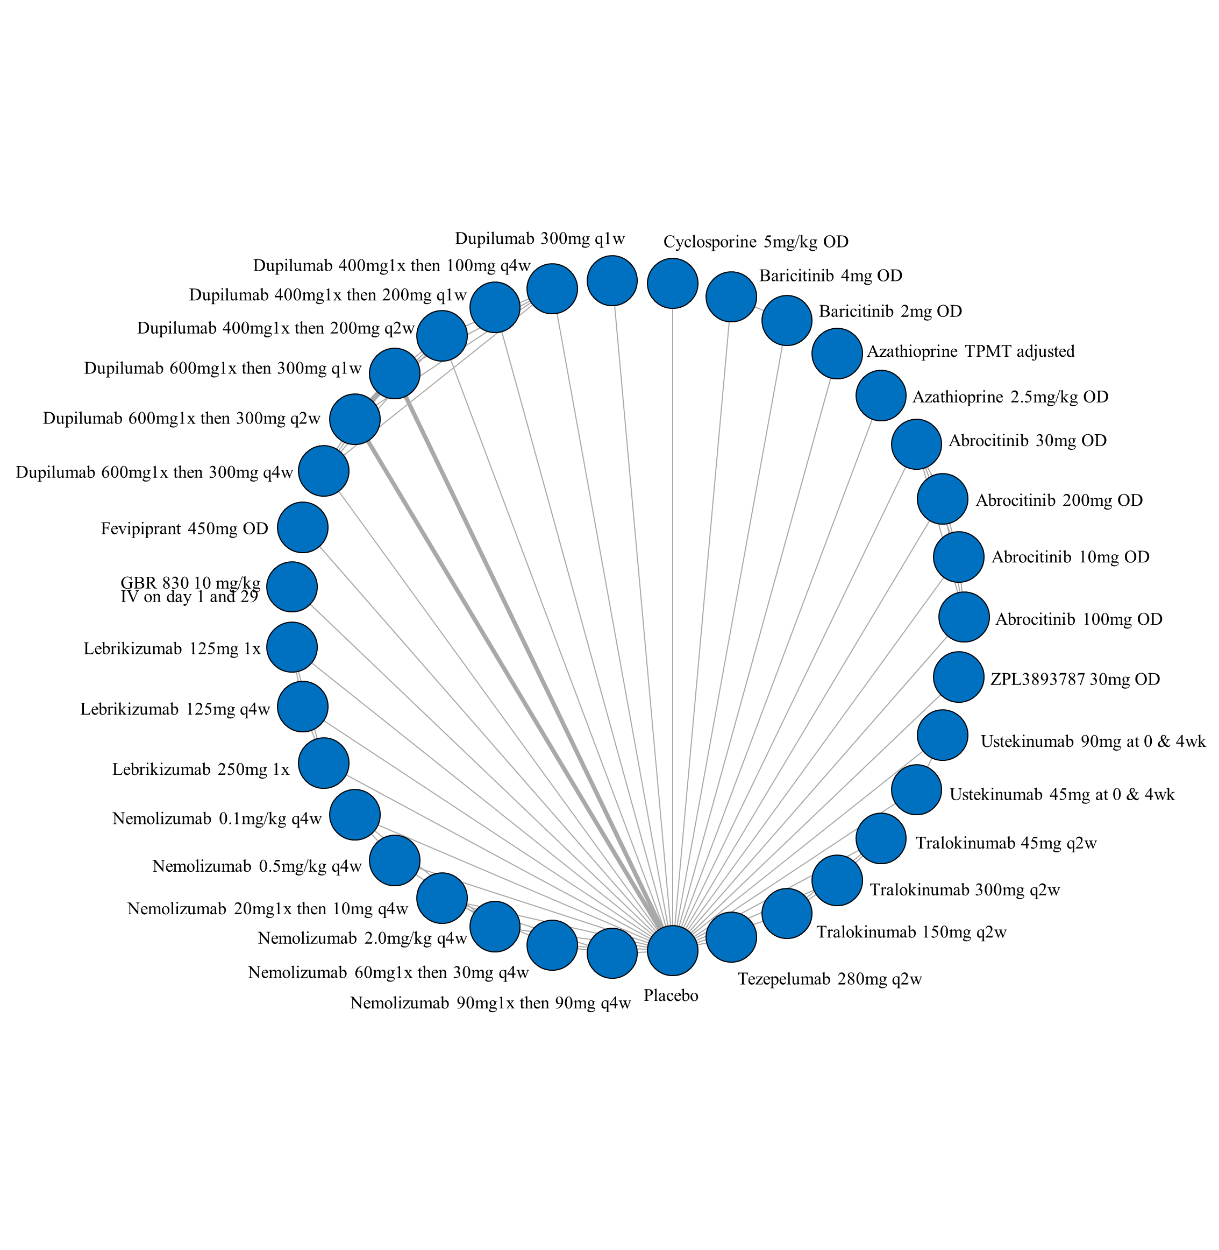 Dupilumab 300mg q1w
Cyclosporine 5mg/kg OD
Dupilumab 400mg1x then 100mg q4w
Baricitinib 4mg OD
Dupilumab 400mg1x then 200mg q1w
Baricitinib 2mg OD
Dupilumab 400mg1x then 200mg q2w
Azathioprine TPMT adjusted
Dupilumab 600mg1x then 300mg q1w
Azathioprine 2.5mg/kg OD
Dupilumab 600mg1x then 300mg q2w
Abrocitinib 30mg OD
Dupilumab 600mg1x then 300mg q4w
Abrocitinib 200mg OD
Fevipiprant 450mg OD
Abrocitinib 10mg OD
GBR 830 10 mg/kg
IV on day 1 and 29
Abrocitinib 100mg OD
Lebrikizumab 125mg 1x
ZPL3893787 30mg OD
Lebrikizumab 125mg q4w
Ustekinumab 90mg at 0 & 4wk
Lebrikizumab 250mg 1x
Ustekinumab 45mg at 0 & 4wk
Nemolizumab 0.1mg/kg q4w
Tralokinumab 45mg q2w
Nemolizumab 0.5mg/kg q4w
Tralokinumab 300mg q2w
Nemolizumab 20mg1x then 10mg q4w
Tralokinumab 150mg q2w
Nemolizumab 2.0mg/kg q4w
Nemolizumab 60mg1x then 30mg q4w
Tezepelumab 280mg q2w
Nemolizumab 90mg1x then 90mg q4w
Placebo